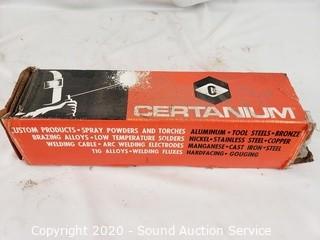 C
CERTANIUM
CUSTOM PRODUCTS • SPRAY POWDERS AND TORCHES
BRAZING ALLOYS • LOW TEMPERATURE SOLDERS
WELDING CABLE • ARC WELDING ELECTRODES
TIG ALLOYS • WELDING FLUXES
ALUMINUM • TOOL STEELS • BRONZE
NICKEL • STAINLESS STEEL • COPPER
MANGANESE • CAST IRON • STEEL
HARDFACING • GOUGING
Copyright 2020 - Sound Auction Service